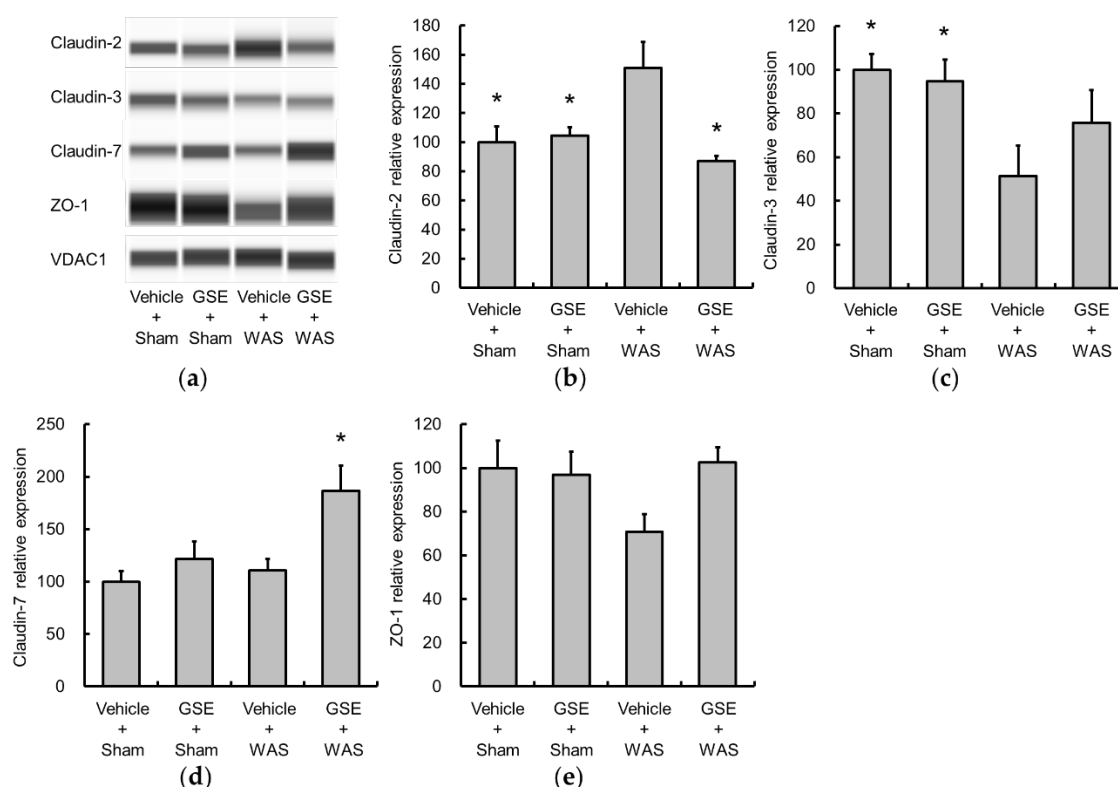 Claudin-2
Claudin-3
Claudin-7
ZO-1
VDAC1
Vehicle GSE Vehicle GSE
+ + + +
Sham Sham WAS WAS
(a)
Claudin-2 relative expression
180
160
140
120
100
80
60
40
20
0
* * *
Vehicle GSE Vehicle GSE
+ + + +
Sham Sham WAS WAS
(b)
Claudin-3 relative expression
120
100
80
60
40
20
0
* *
Vehicle GSE Vehicle GSE
+ + + +
Sham Sham WAS WAS
(c)
Claudin-7 relative expression
250
200
150
100
50
0
*
Vehicle GSE Vehicle GSE
+ + + +
Sham Sham WAS WAS
(d)
ZO-1 relative expression
120
100
80
60
40
20
0
Vehicle GSE Vehicle GSE
+ + + +
Sham Sham WAS WAS
(e)